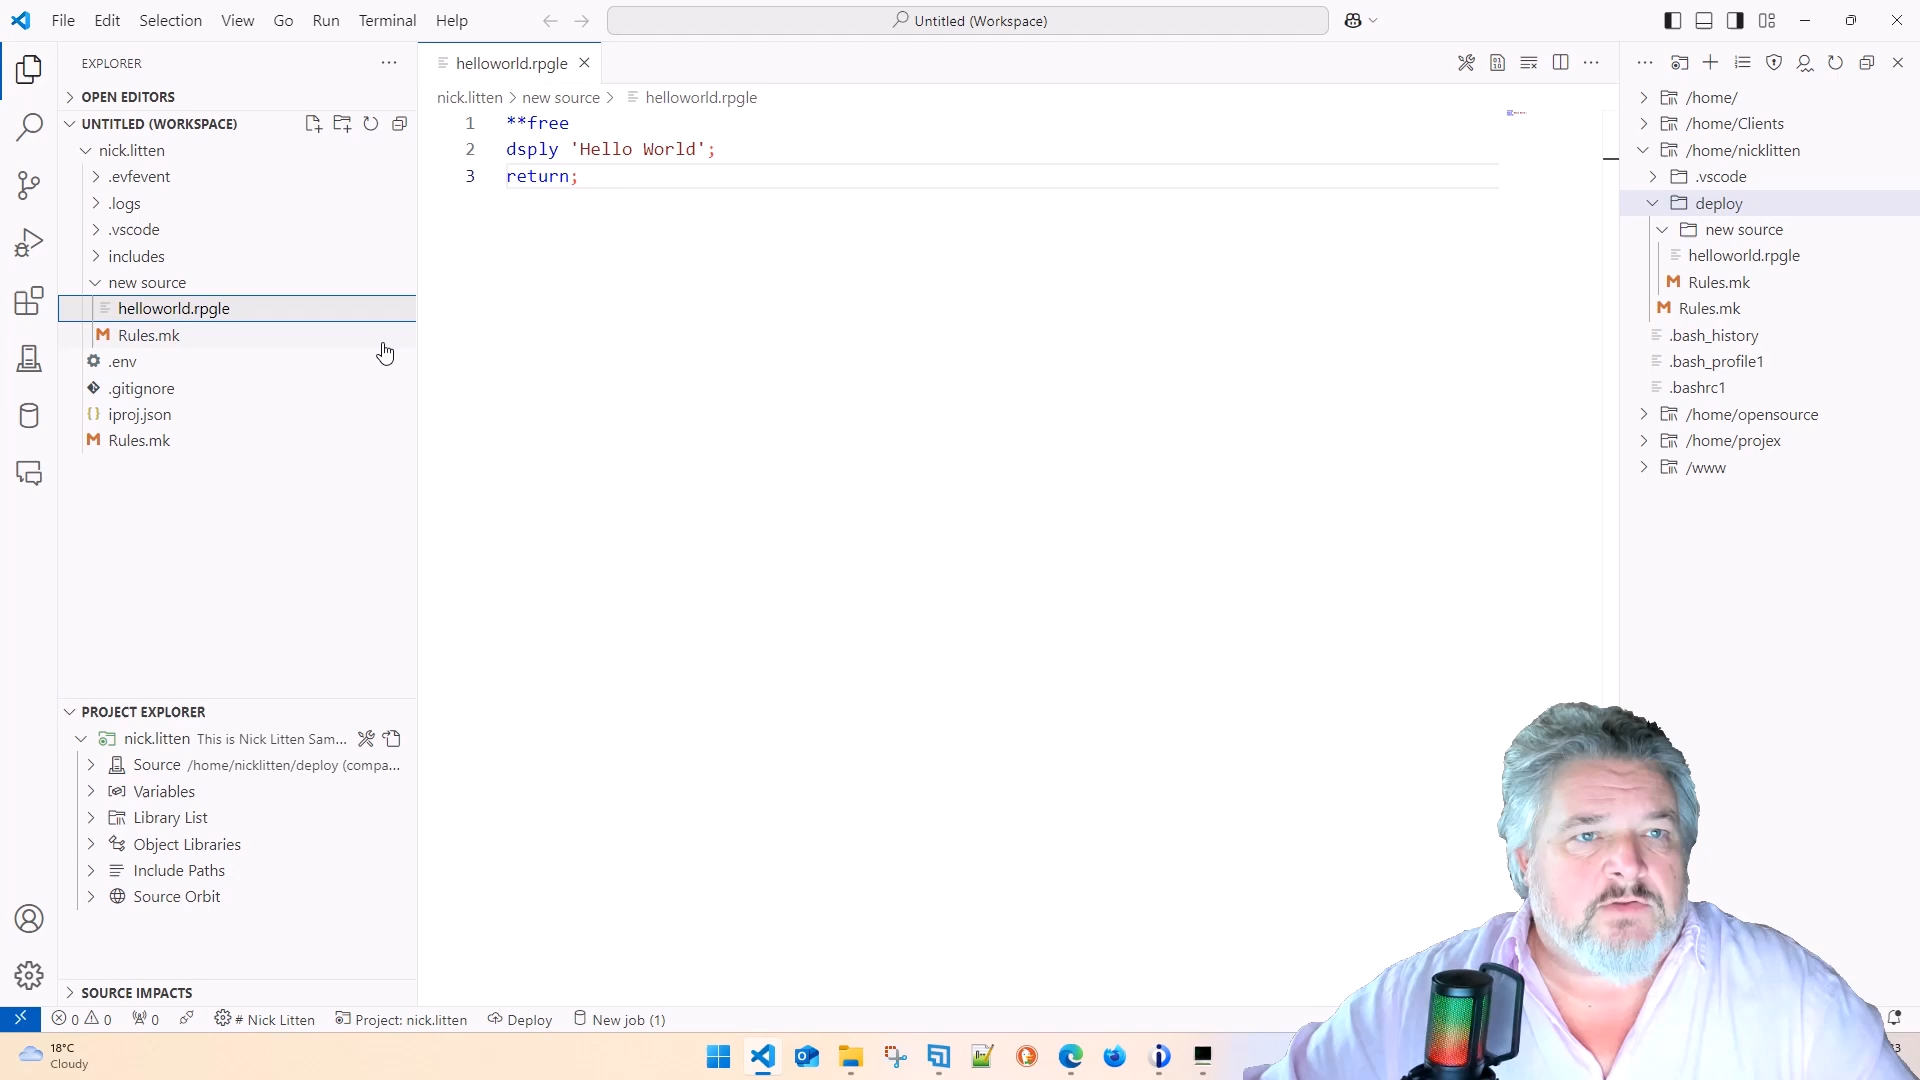 File Edit Selection View Go Run Terminal Help
Untitled (Workspace)
EXPLORER
OPEN EDITORS
UNTITLED (WORKSPACE)
nick.litten
.evfevent
.logs
.vscode
includes
new source
helloworld.rpgle
Rules.mk
.env
.gitignore
iproj.json
Rules.mk
PROJECT EXPLORER
nick.litten This is Nick Litten Sam...
Source /home/nicklitten/deploy (compa...
Variables
Library List
Object Libraries
Include Paths
Source Orbit
SOURCE IMPACTS
helloworld.rpgle
nick.litten > new source > helloworld.rpgle
1 **free
2 dsply 'Hello World';
3 return;
/home/
/home/Clients
/home/nicklitten
.vscode
deploy
new source
helloworld.rpgle
Rules.mk
Rules.mk
.bash_history
.bash_profile1
.bashrc1
/home/opensource
/home/projex
/www
0 0 0 # Nick Litten Project: nick.litten Deploy New job (1)
18°C
Cloudy